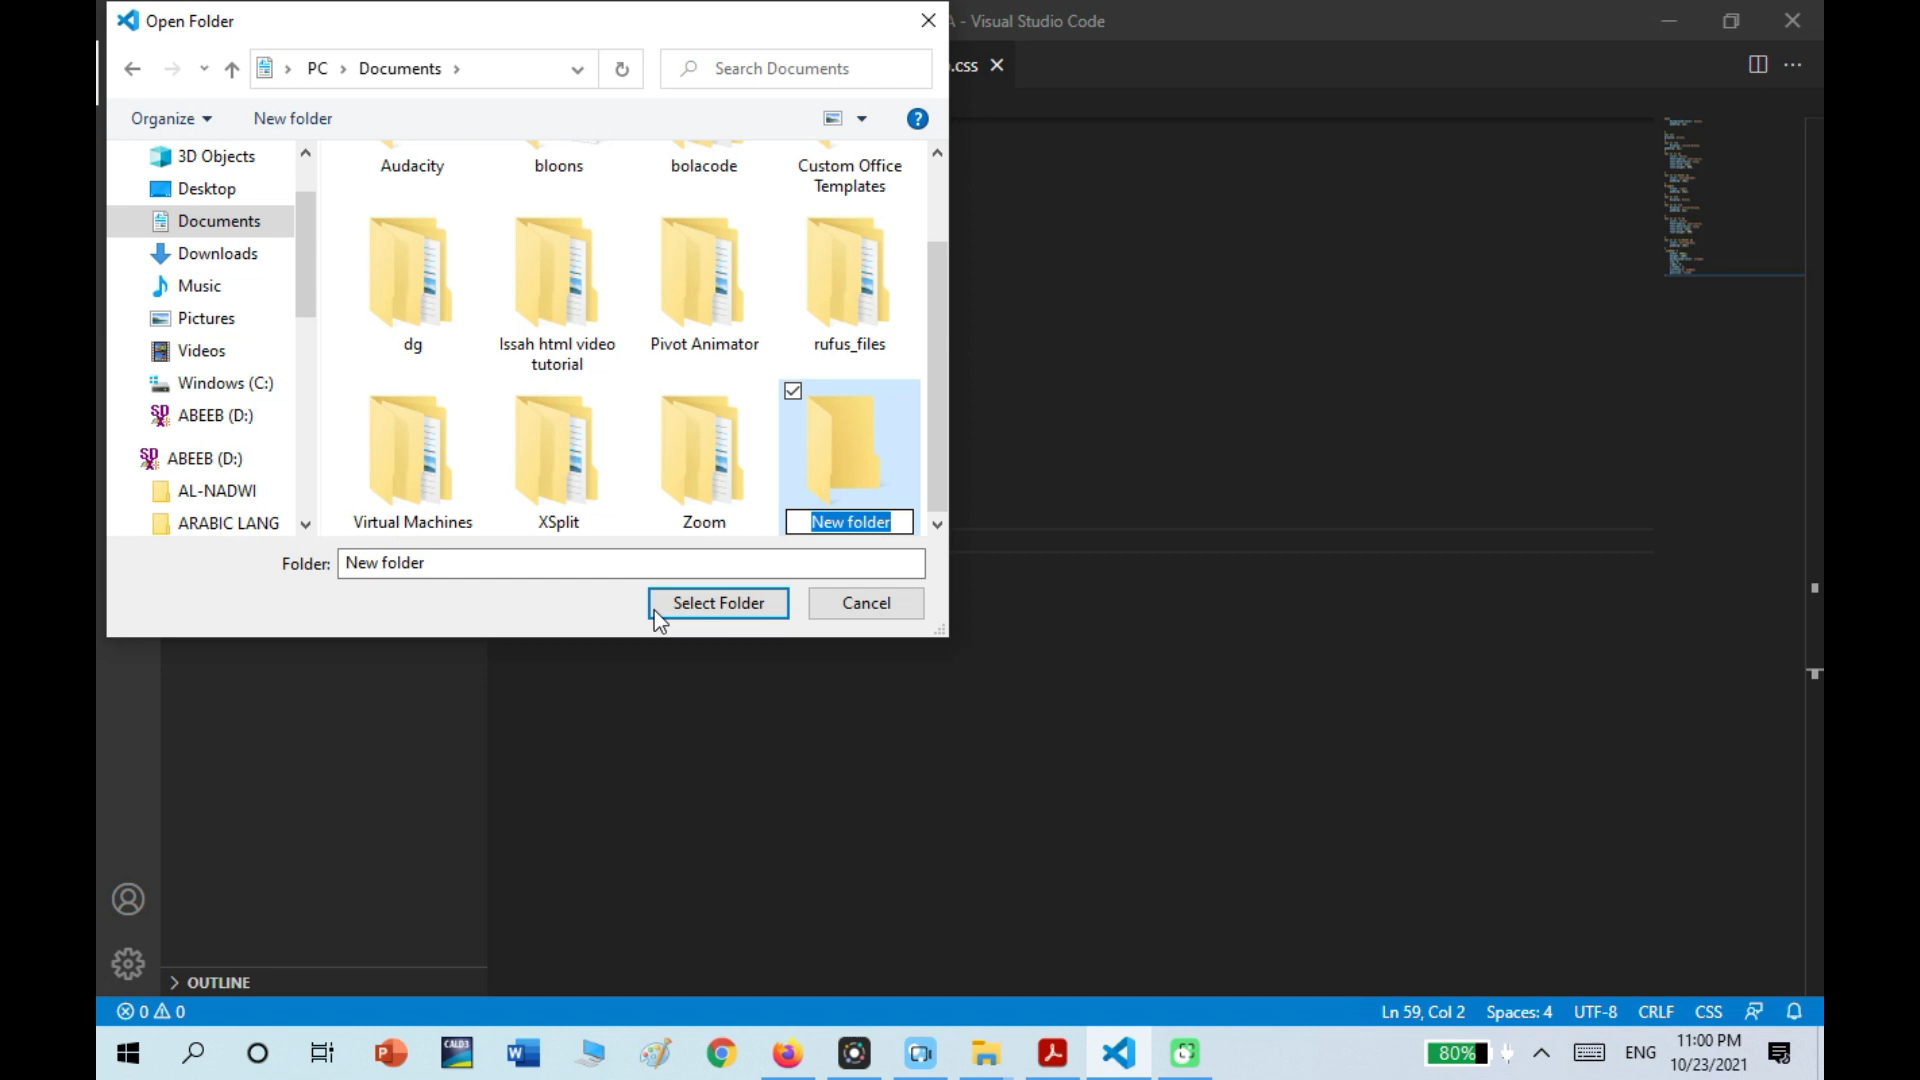 Open Folder
A - Visual Studio Code
PC > Documents >
Search Documents
.css
Organize
New folder
3D Objects
Desktop
Documents
Downloads
Music
Pictures
Videos
Windows (C:)
ABEEB (D:)
ABEEB (D:)
AL-NADWI
ARABIC LANG
Audacity
bloons
bolacode
Custom Office
Templates
dg
Issah html video
tutorial
Pivot Animator
rufus_files
Virtual Machines
XSplit
Zoom
New folder
Folder: New folder
Select Folder
Cancel
> OUTLINE
0 0
Ln 59, Col 2
Spaces: 4
UTF-8
CRLF
CSS
CALD3
80%
ENG
11:00 PM
10/23/2021